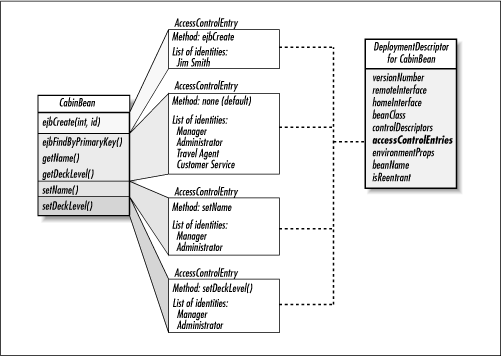 CabinBean
ejbCreate(int, id)
ejbFindByPrimaryKey()
getName()
getDeckLevel()
setName()
setDeckLevel()
AccessControlEntry
Method: ejbCreate
List of identities:
Jim Smith
AccessControlEntry
Method: none (default)
List of identities:
Manager
Administrator
Travel Agent
Customer Service
AccessControlEntry
Method: setName
List of identities:
Manager
Administrator
AccessControlEntry
Method: setDeckLevel()
List of identities:
Manager
Administrator
DeploymentDescriptor
for CabinBean
versionNumber
remoteInterface
homeInterface
beanClass
controlDescriptors
accessControlEntries
environmentProps
beanName
isReentrant